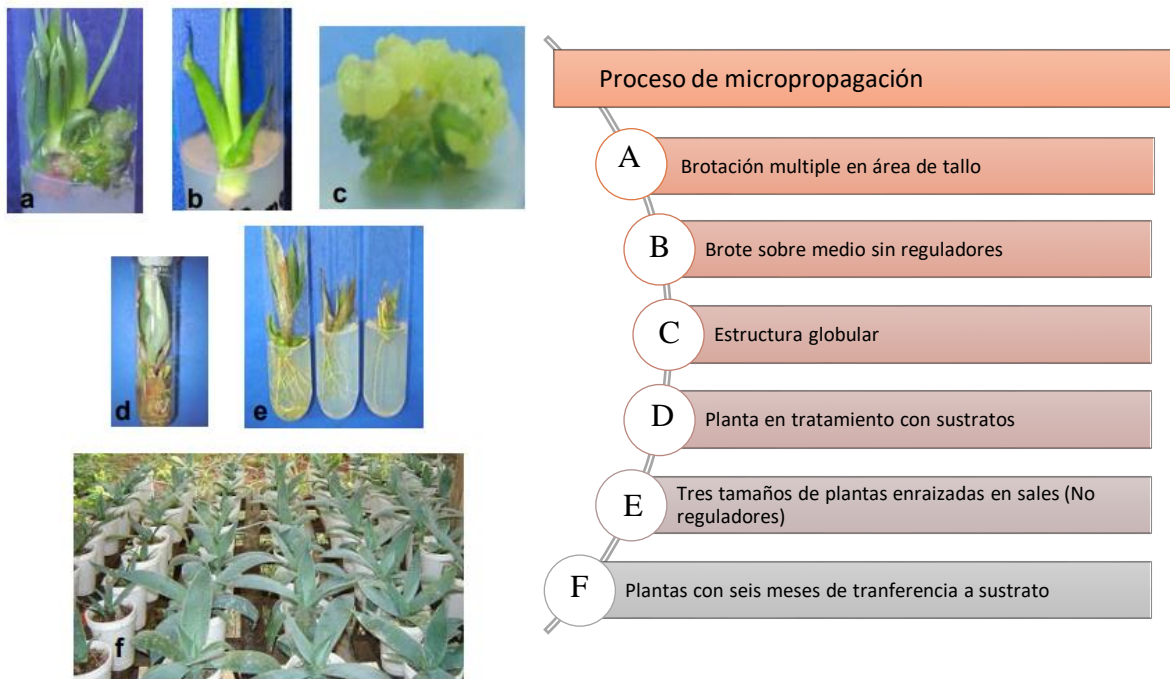 a
b
c
d
e
f
Proceso de micropropagación
A
Brotación multiple en área de tallo
B
Brote sobre medio sin reguladores
C
Estructura globular
D
Planta en tratamiento con sustratos
E
Tres tamaños de plantas enraizadas en sales (No
reguladores)
F
Plantas con seis meses de tranferencia a sustrato